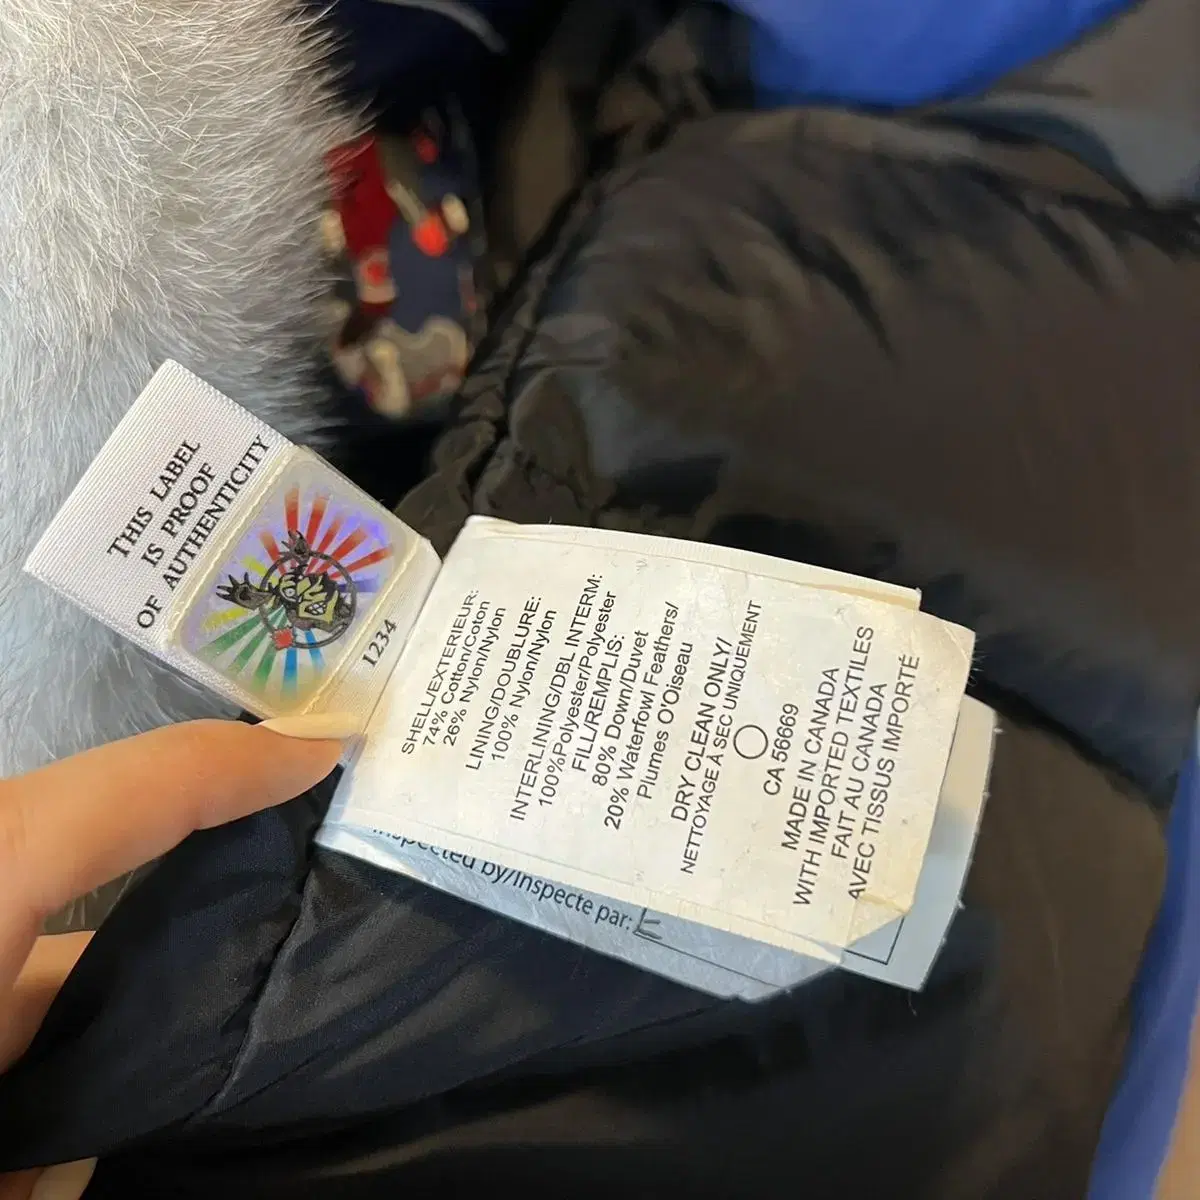 THIS LABEL
IS PROOF
OF AUTHENTICITY
1234
SHELL/EXTERIEUR:
74% Cotton/Coton
26% Nylon/Nylon
LINING/DOUBLURE:
100% Nylon/Nylon
INTERLINING/DBL INTERM:
100%Polyester/Polyester
FILL/REMPLIS:
80% Down/Duvet
20% Waterfowl Feathers/
Plumes O'Oiseau
DRY CLEAN ONLY/
NETTOYAGE À SEC UNIQUEMENT
CA 56669
MADE IN CANADA
WITH IMPORTED TEXTILES
FAIT AU CANADA
AVEC TISSUS IMPORTÉ
Inspected by/Inspecte par: E